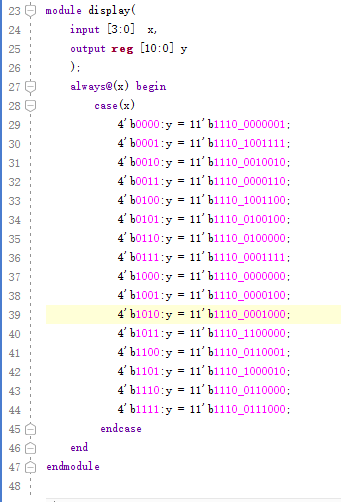 23 module display(
24 input [3:0] x,
25 output reg [10:0] y
26 );
27 always@(x) begin
28 case(x)
29 4'b0000:y = 11'b1110_0000001;
30 4'b0001:y = 11'b1110_1001111;
31 4'b0010:y = 11'b1110_0010010;
32 4'b0011:y = 11'b1110_0000110;
33 4'b0100:y = 11'b1110_1001100;
34 4'b0101:y = 11'b1110_0100100;
35 4'b0110:y = 11'b1110_0100000;
36 4'b0111:y = 11'b1110_0001111;
37 4'b1000:y = 11'b1110_0000000;
38 4'b1001:y = 11'b1110_0000100;
39 4'b1010:y = 11'b1110_0001000;
40 4'b1011:y = 11'b1110_1100000;
41 4'b1100:y = 11'b1110_0110001;
42 4'b1101:y = 11'b1110_1000010;
43 4'b1110:y = 11'b1110_0110000;
44 4'b1111:y = 11'b1110_0111000;
45 endcase
46 end
47 endmodule
48